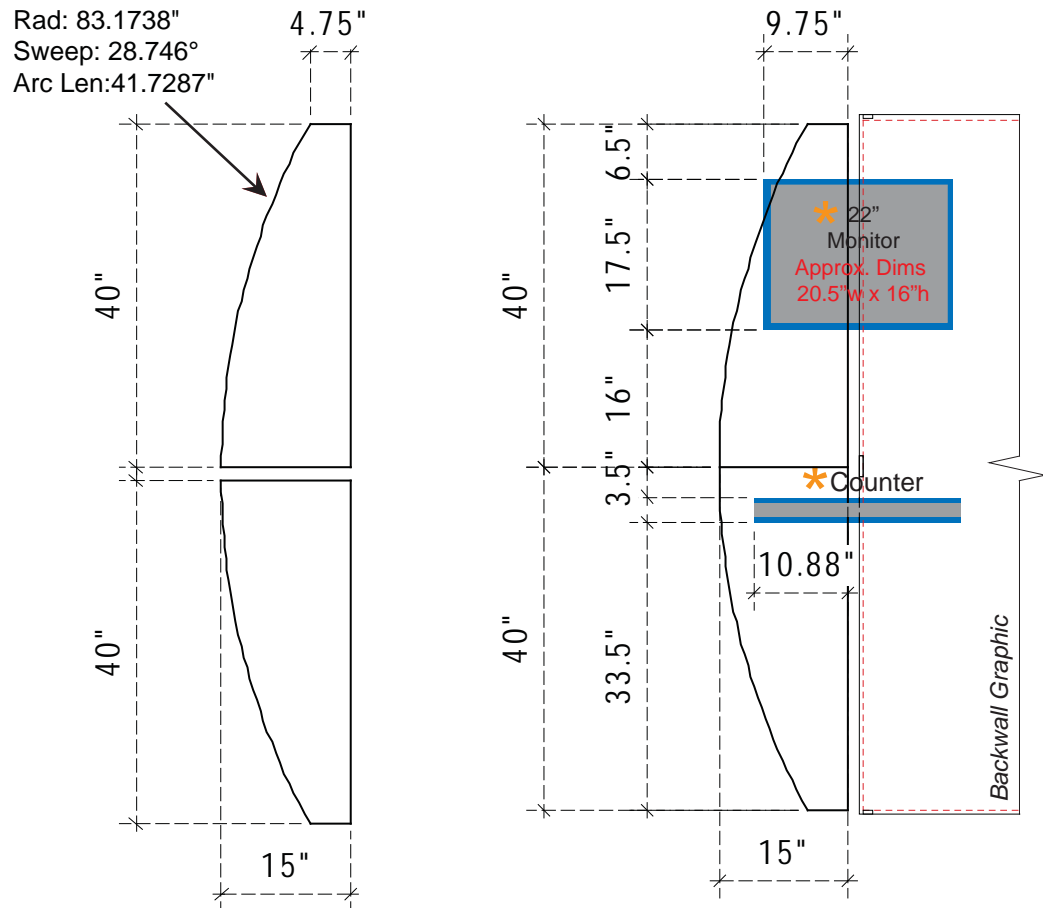 Rad: 83.1738"
Sweep: 28.746°
Arc Len:41.7287"
4.75"
40"
40"
15"
9.75"
6.5"
17.5"
40"
16"
3.5"
40"
33.5"
10.88"
15"
* 22”
Monitor
Approx. Dims
20.5”w x 16”h
*Counter
Backwall Graphic